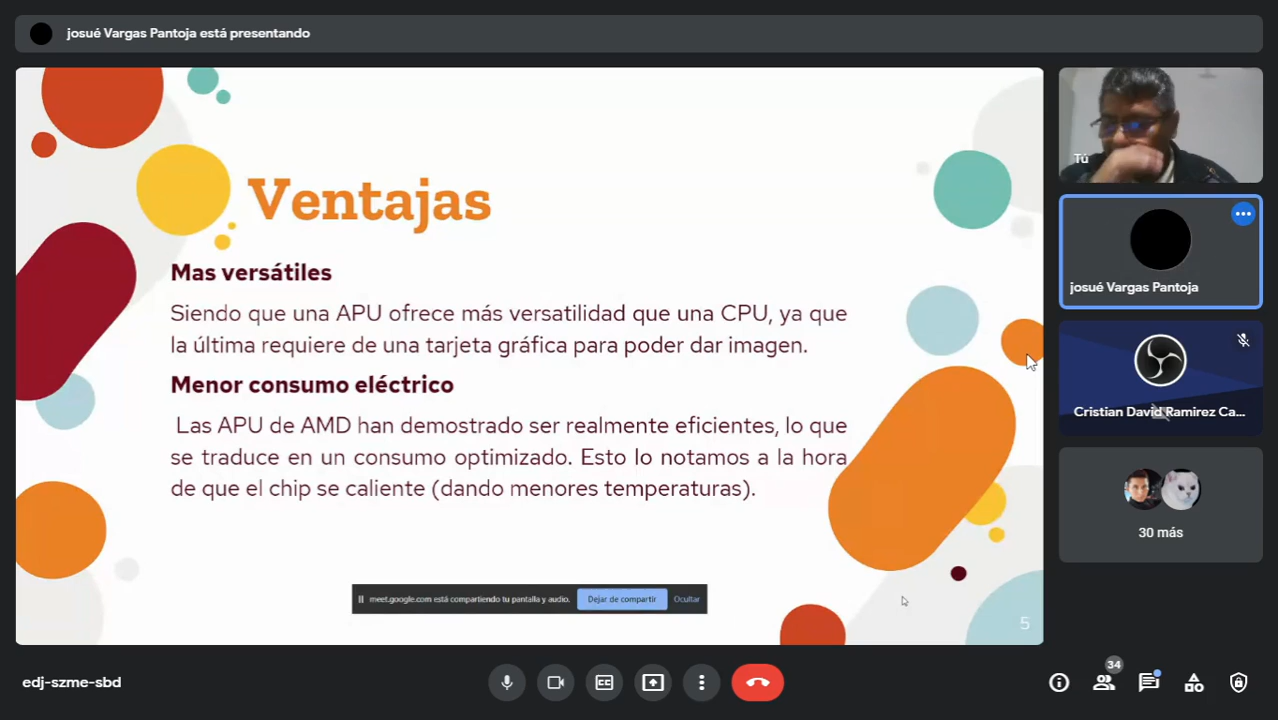 josué Vargas Pantoja está presentando
Ventajas
Mas versátiles
Siendo que una APU ofrece más versatilidad que una CPU, ya que
la última requiere de una tarjeta gráfica para poder dar imagen.
Menor consumo eléctrico
Las APU de AMD han demostrado ser realmente eficientes, lo que
se traduce en un consumo optimizado. Esto lo notamos a la hora
de que el chip se caliente (dando menores temperaturas).
meet.google.com está compartiendo tu pantalla y audio. Dejar de compartir Ocultar
5
Tú
josué Vargas Pantoja
Cristian David Ramirez Ca...
30 más
edj-szme-sbd
CC
34